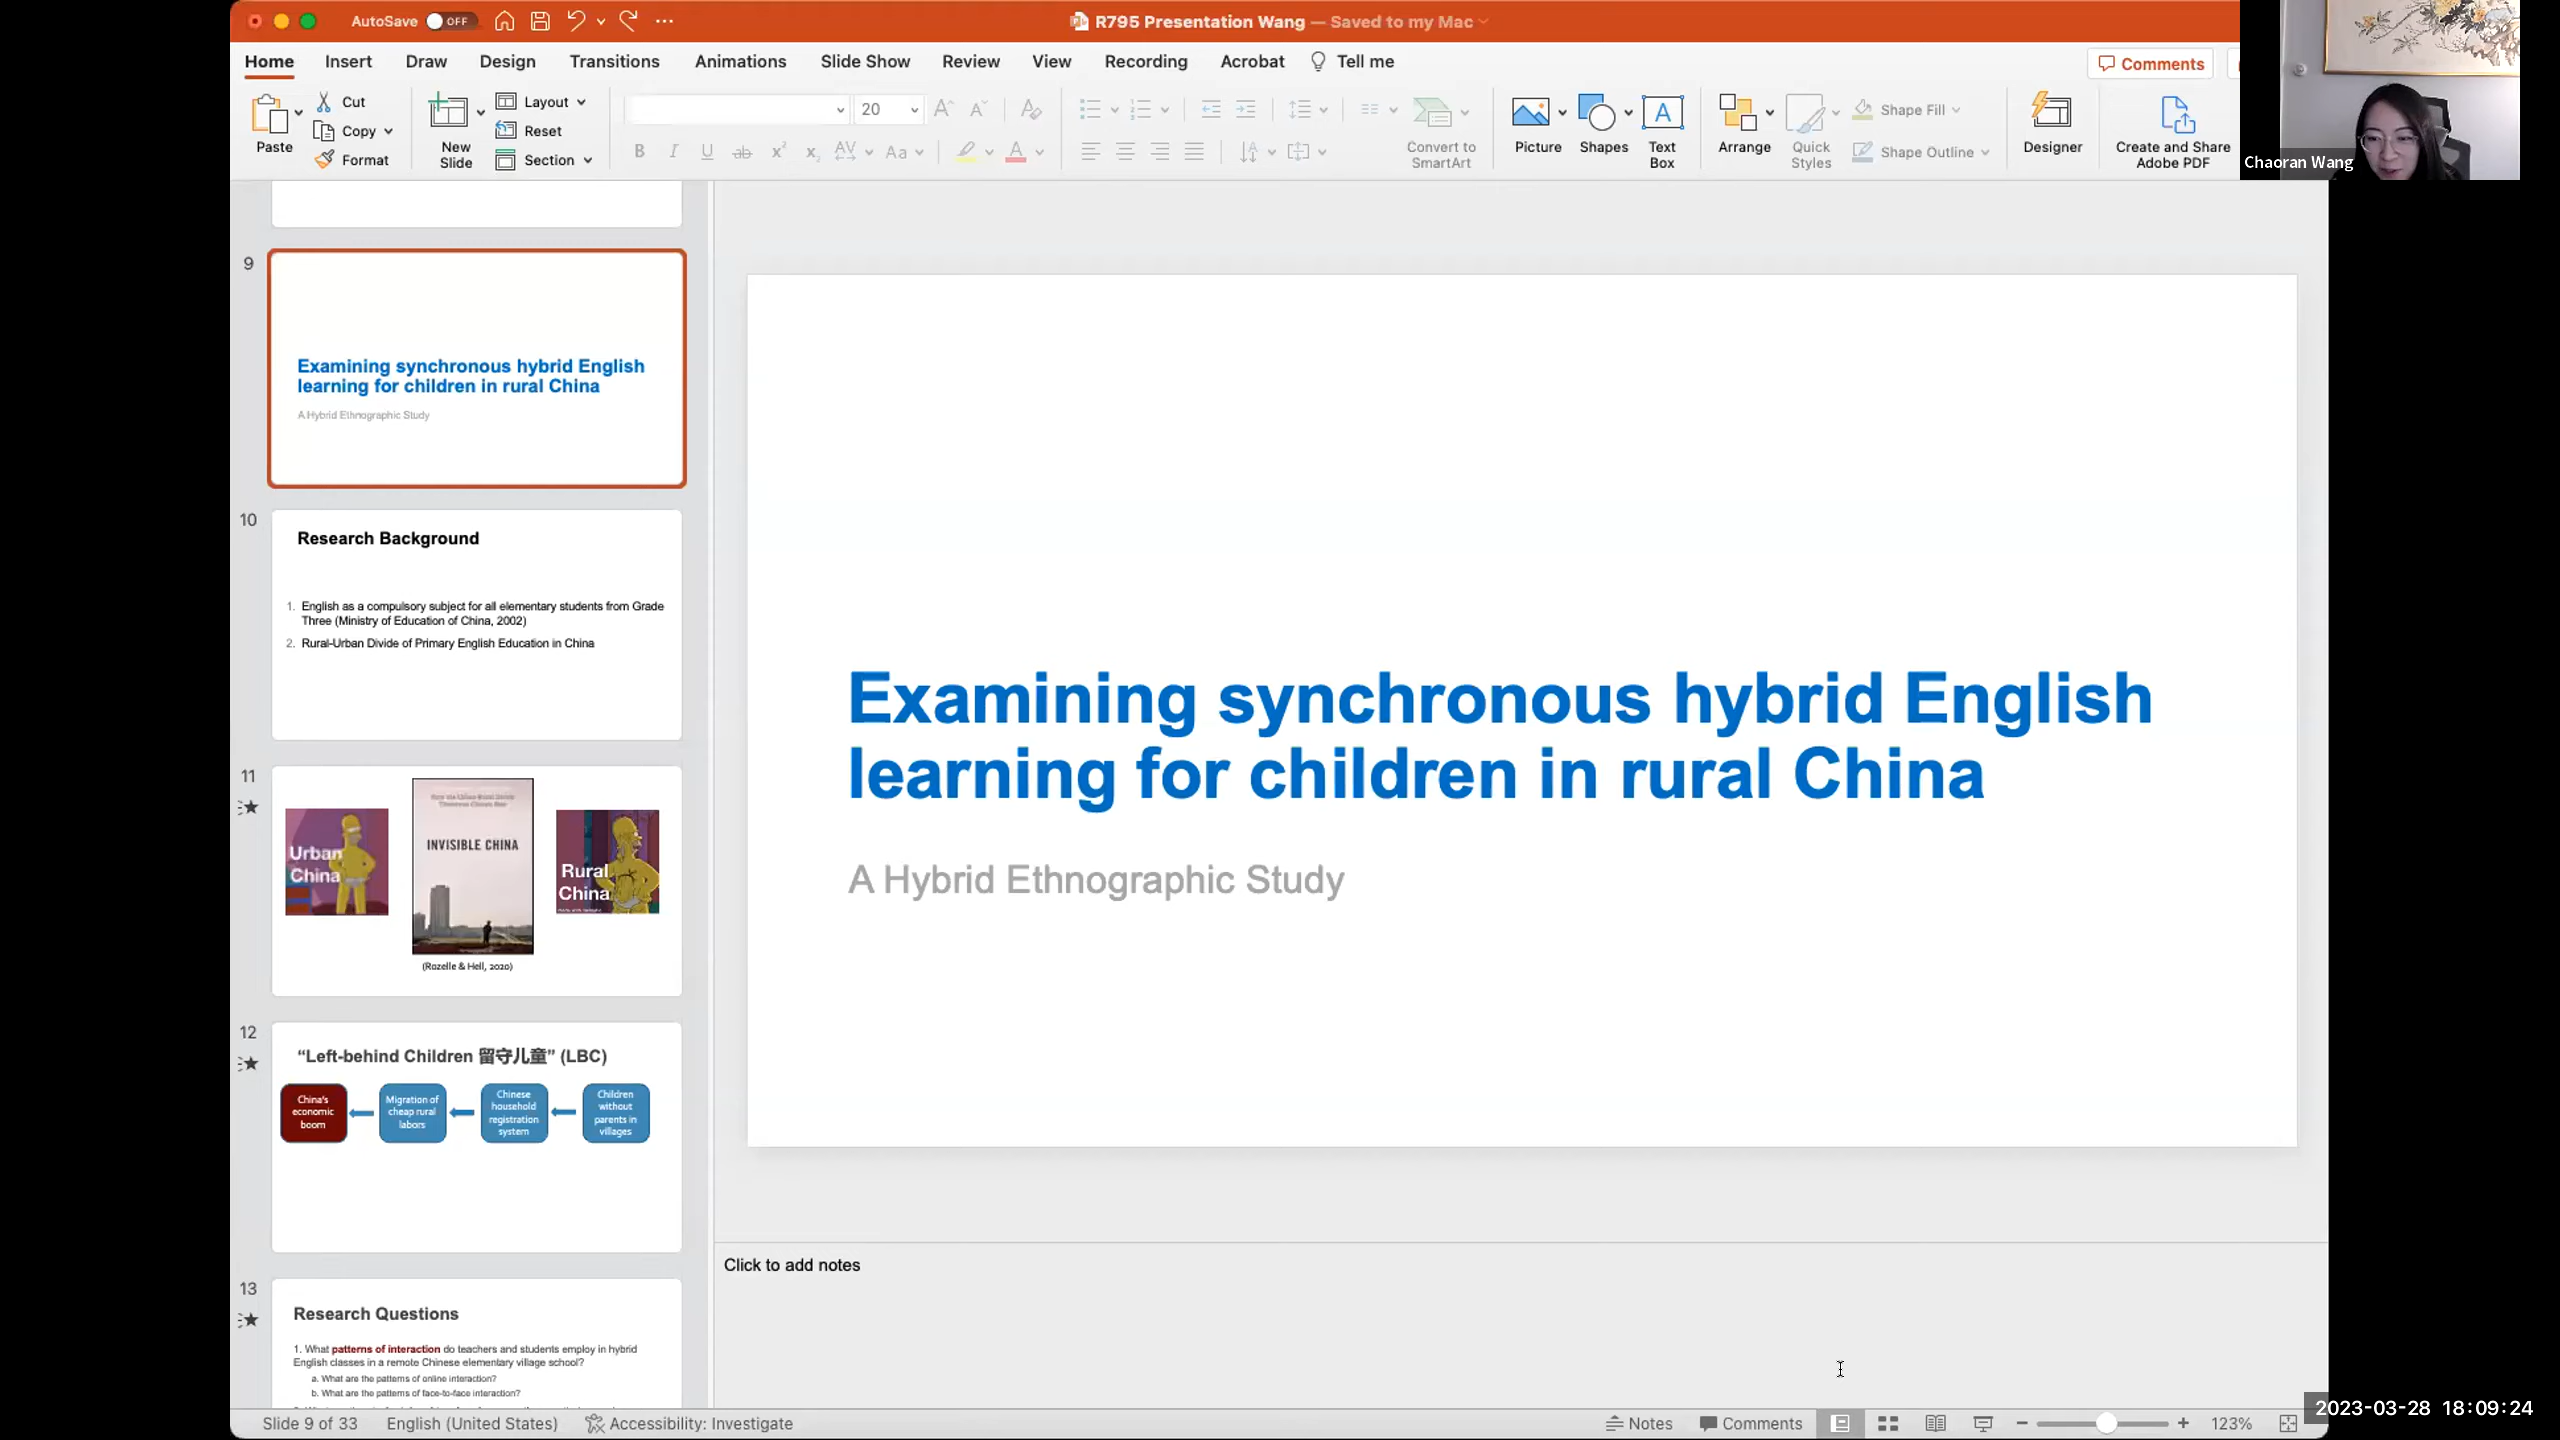 AutoSave OFF
R795 Presentation Wang — Saved to my Mac
Home Insert Draw Design Transitions Animations Slide Show Review View Recording Acrobat Tell me
Comments
Paste
Cut
Copy
Format
New
Slide
Layout
Reset
Section
20
Convert to
SmartArt
Picture
Shapes
Text
Box
Arrange
Quick
Styles
Shape Fill
Shape Outline
Designer
Create and Share
Adobe PDF
Chaoran Wang
9
Examining synchronous hybrid English
learning for children in rural China
A Hybrid Ethnographic Study
10
Research Background
1. English as a compulsory subject for all elementary students from Grade
Three (Ministry of Education of China, 2002)
2. Rural-Urban Divide of Primary English Education in China
11
Urban
China
INVISIBLE CHINA
Rural
China
(Rozelle & Hell, 2020)
12
“Left-behind Children 留守儿童” (LBC)
China's
economic
boom
Migration of
cheap rural
labors
Chinese
household
registration
system
Children
without
parents in
villages
13
Research Questions
1. What patterns of interaction do teachers and students employ in hybrid
English classes in a remote Chinese elementary village school?
a. What are the patterns of online interaction?
b. What are the patterns of face-to-face interaction?
Examining synchronous hybrid English
learning for children in rural China
A Hybrid Ethnographic Study
Click to add notes
Slide 9 of 33
English (United States)
Accessibility: Investigate
Notes
Comments
123%
2023-03-28 18:09:24